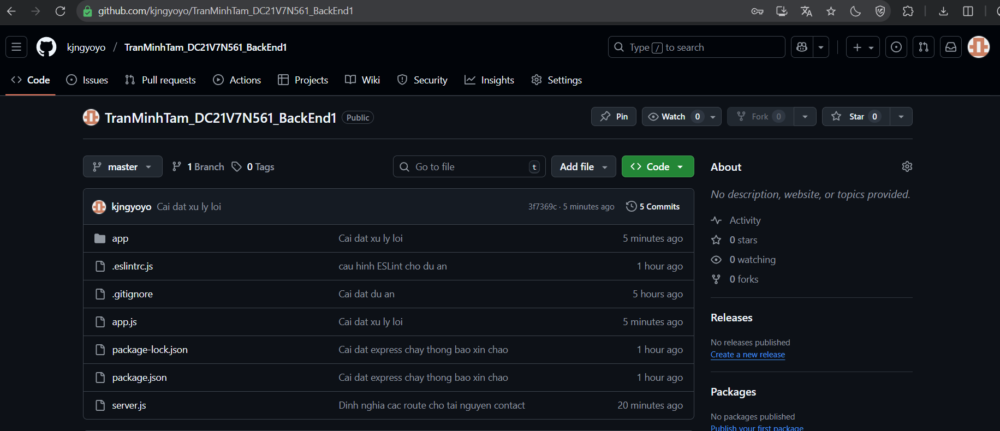 github.com/kjngyoyo/TranMinhTam_DC21V7N561_BackEnd1
kjngyoyo / TranMinhTam_DC21V7N561_BackEnd1
Type / to search
Code Issues Pull requests Actions Projects Wiki Security Insights Settings
TranMinhTam_DC21V7N561_BackEnd1 Public
Pin Watch 0 Fork 0 Star 0
master 1 Branch 0 Tags Go to file t Add file Code
kjngyoyo Cai dat xu ly loi 3f7369c · 5 minutes ago 5 Commits
app Cai dat xu ly loi 5 minutes ago
.eslintrc.js cau hinh ESLint cho du an 1 hour ago
.gitignore Cai dat du an 5 hours ago
app.js Cai dat xu ly loi 5 minutes ago
package-lock.json Cai dat express chay thong bao xin chao 1 hour ago
package.json Cai dat express chay thong bao xin chao 1 hour ago
server.js Dinh nghia cac route cho tai nguyen contact 20 minutes ago
About
No description, website, or topics provided.
Activity
0 stars
0 watching
0 forks
Releases
No releases published
Create a new release
Packages
No packages published
Publish your first package